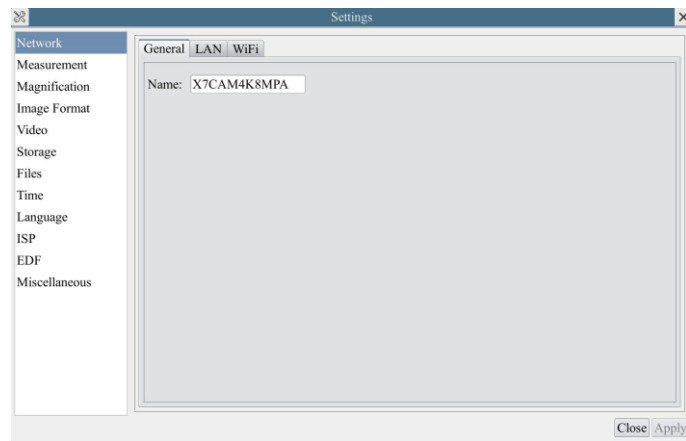 Settings
Network
Measurement
Magnification
Image Format
Video
Storage
Files
Time
Language
ISP
EDF
Miscellaneous
General LAN WiFi
Name: X7CAM4K8MPA
Close Apply